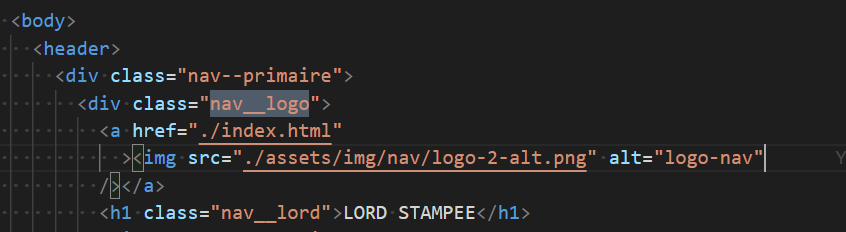 <body>
<header>
<div class="nav--primaire">
<div class="nav__logo">
<a href="./index.html"
><img src="./assets/img/nav/logo-2-alt.png" alt="logo-nav"
/></a>
<h1 class="nav__lord">LORD STAMPEE</h1>